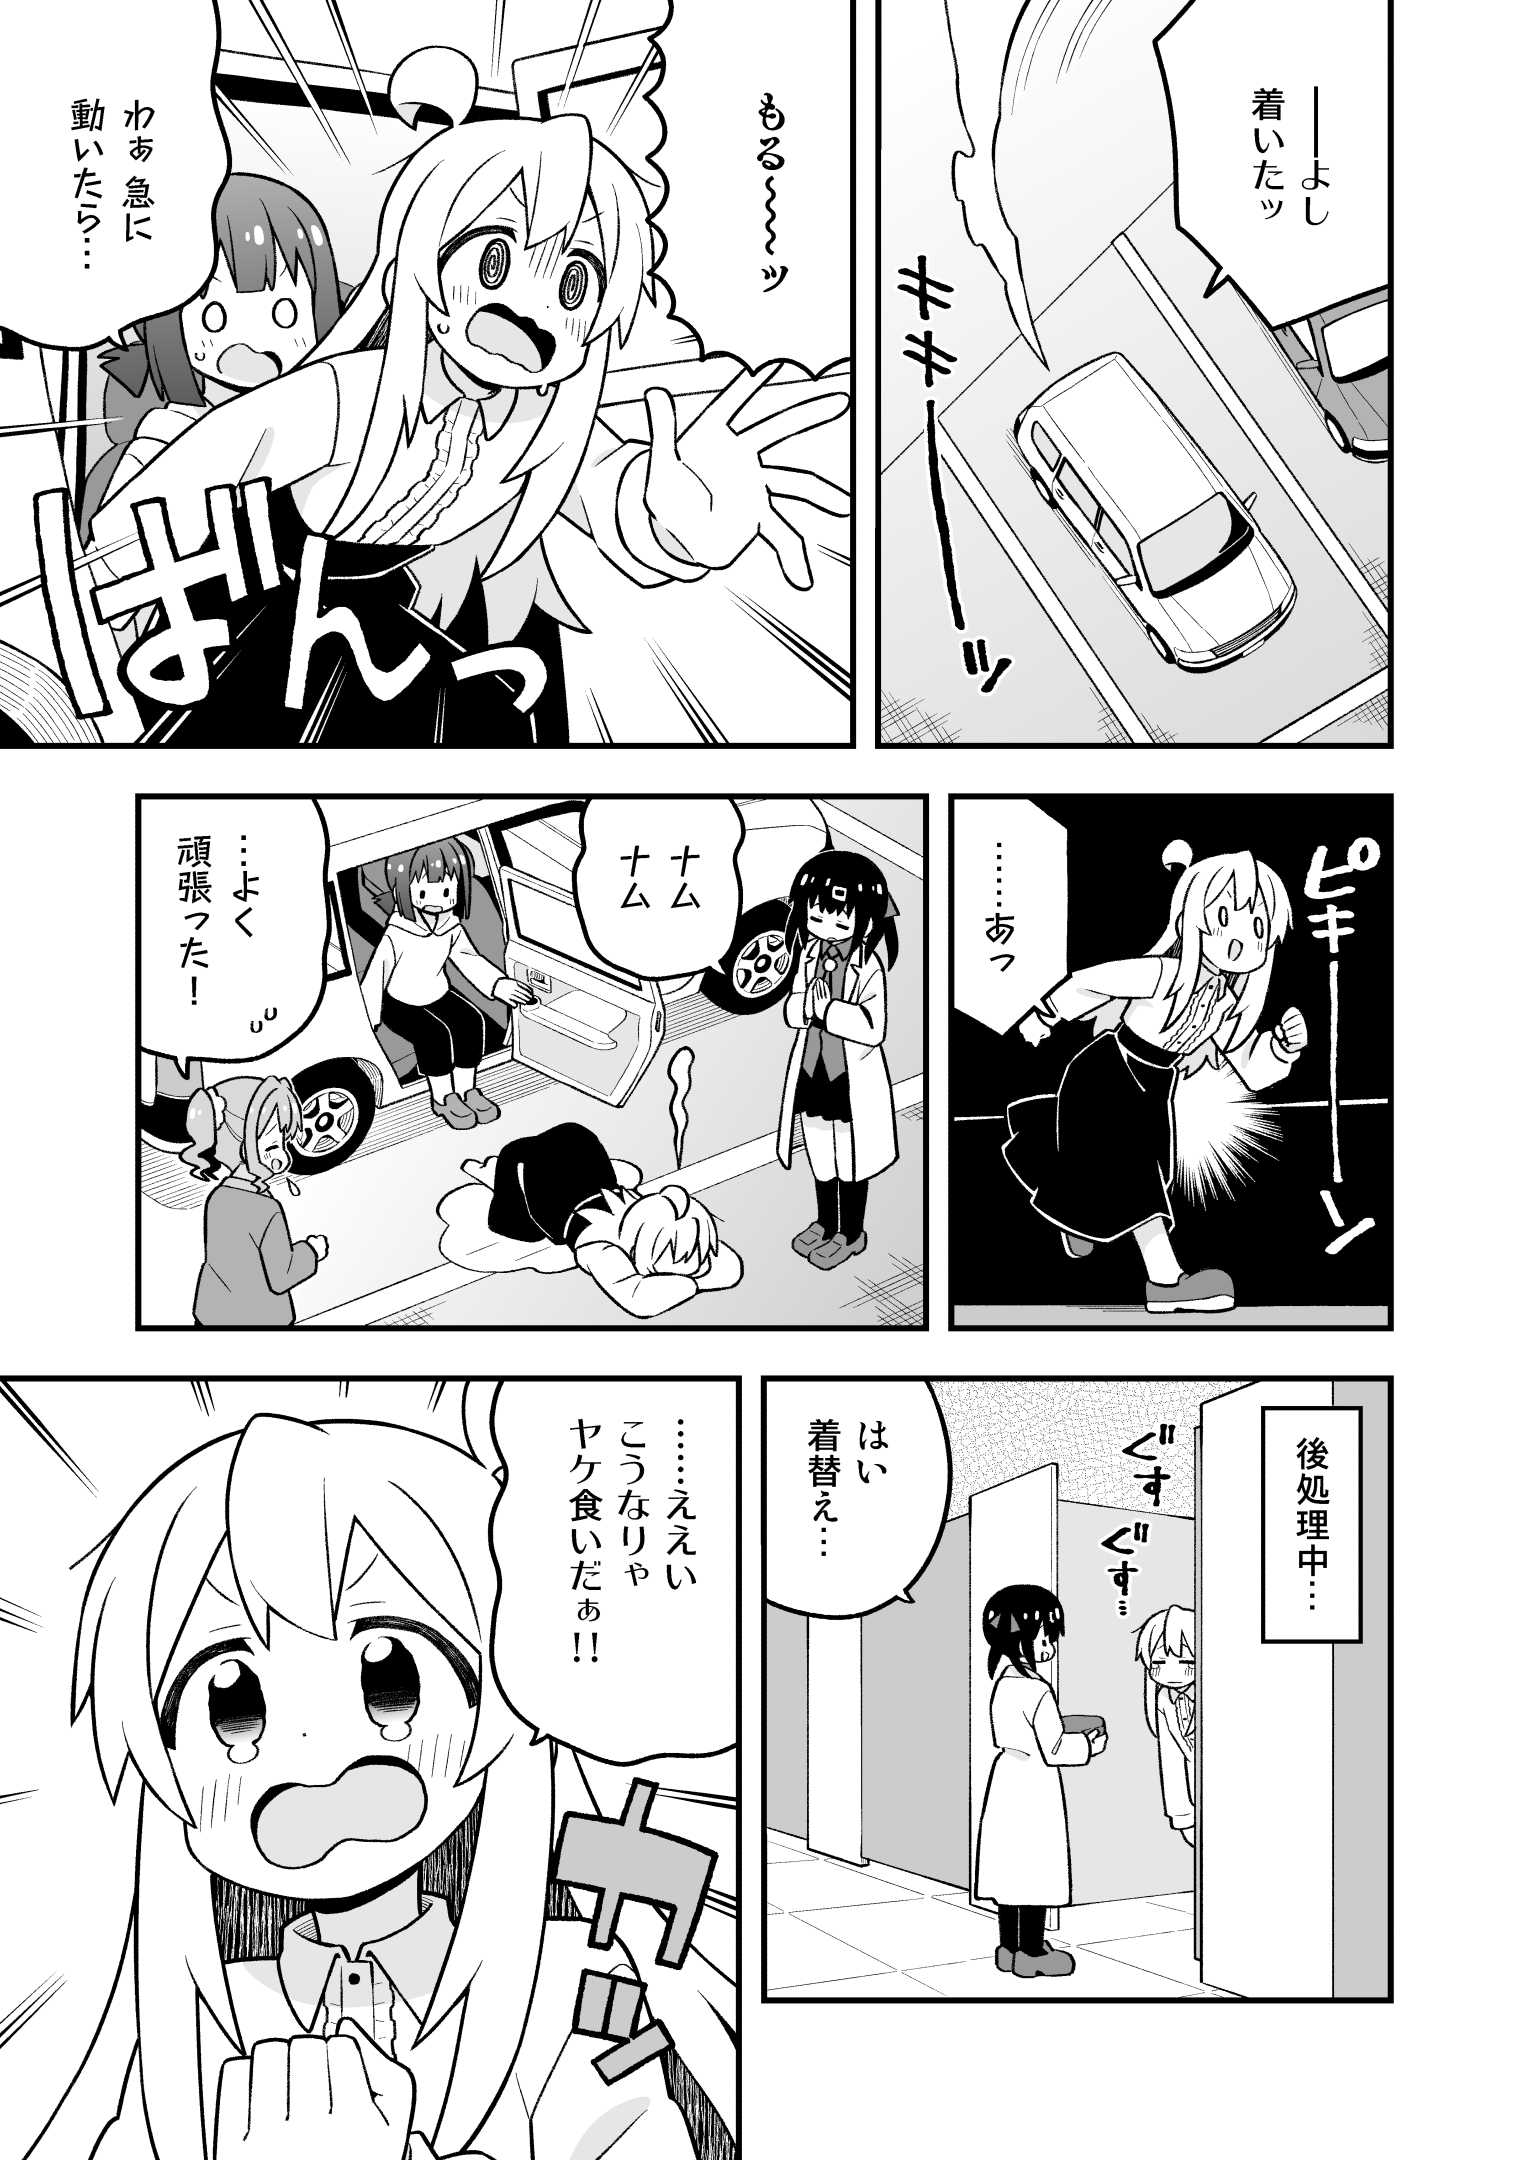 ――よし
着いたッ
キキーーッ
もる～～～ッ
わぁ 急に
動いたら…
ばんっ
ピキーーン
……あっ
ナム
ナム
…よく
頑張った！
後処理中…
ぐす
ぐす…
はい
着替え…
……ええい
こうなりゃ
ヤケ食いだぁ!!